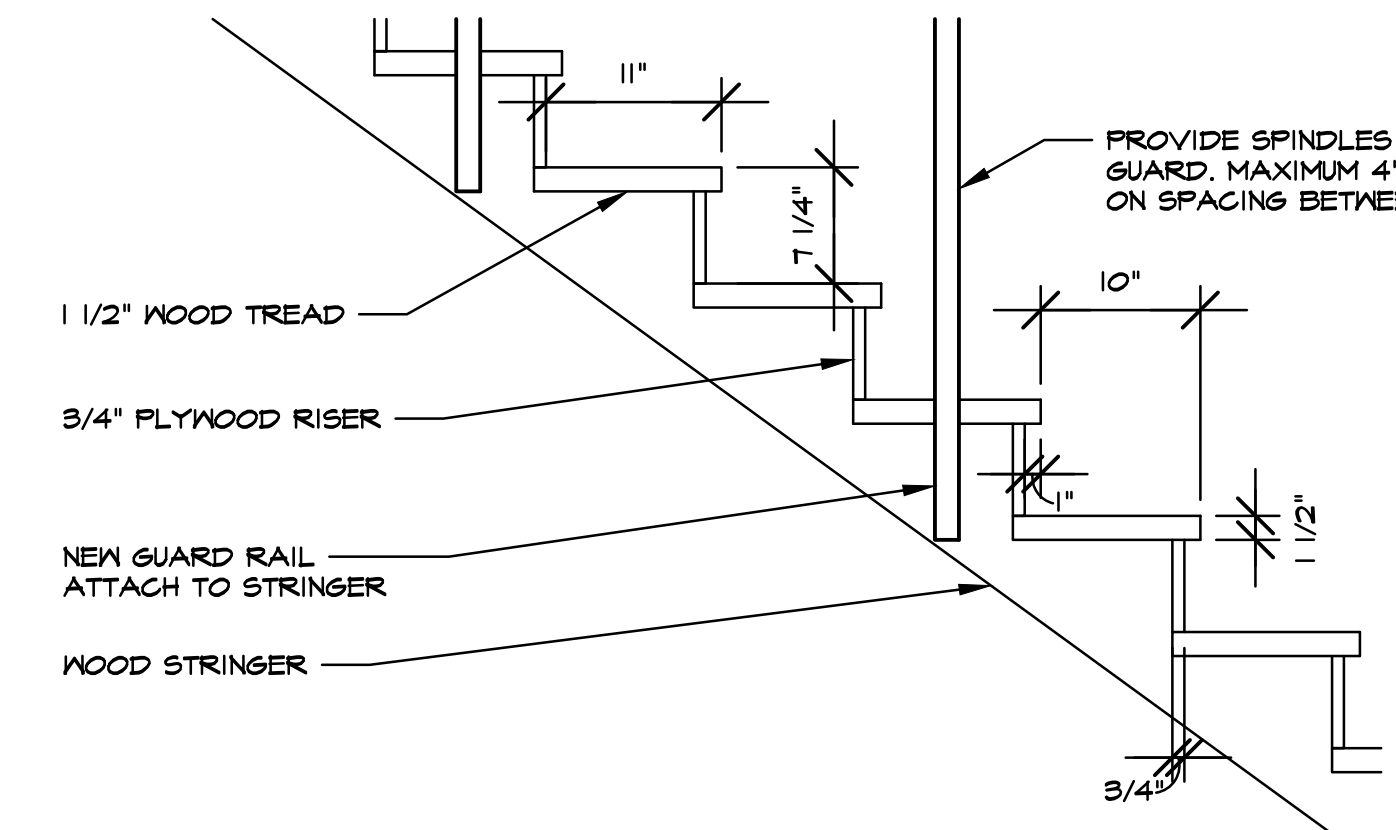 11"
PROVIDE SPINDLES
GUARD. MAXIMUM 4"
ON SPACING BETWEE
7 1/4"
10"
1 1/2" WOOD TREAD
3/4" PLYWOOD RISER
1"
1 1/2"
NEW GUARD RAIL
ATTACH TO STRINGER
WOOD STRINGER
3/4"